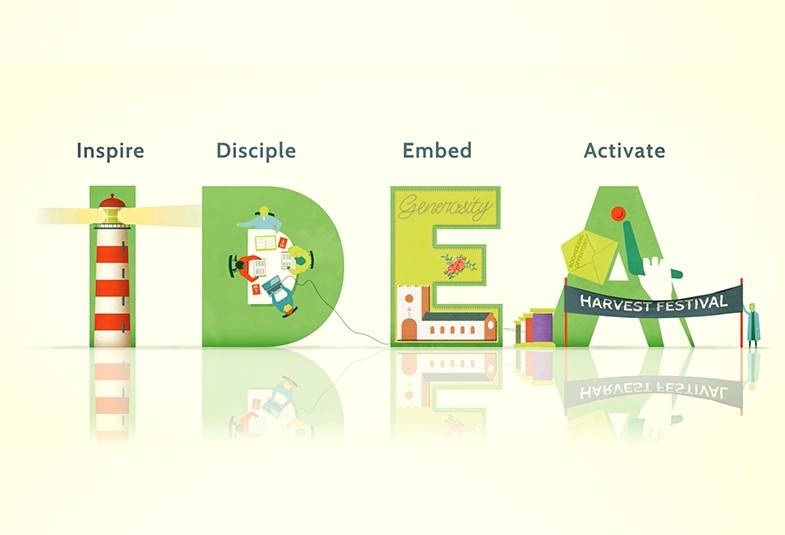 Inspire
Disciple
Embed
Activate
IDEA
Generosity
HARVEST FESTIVAL